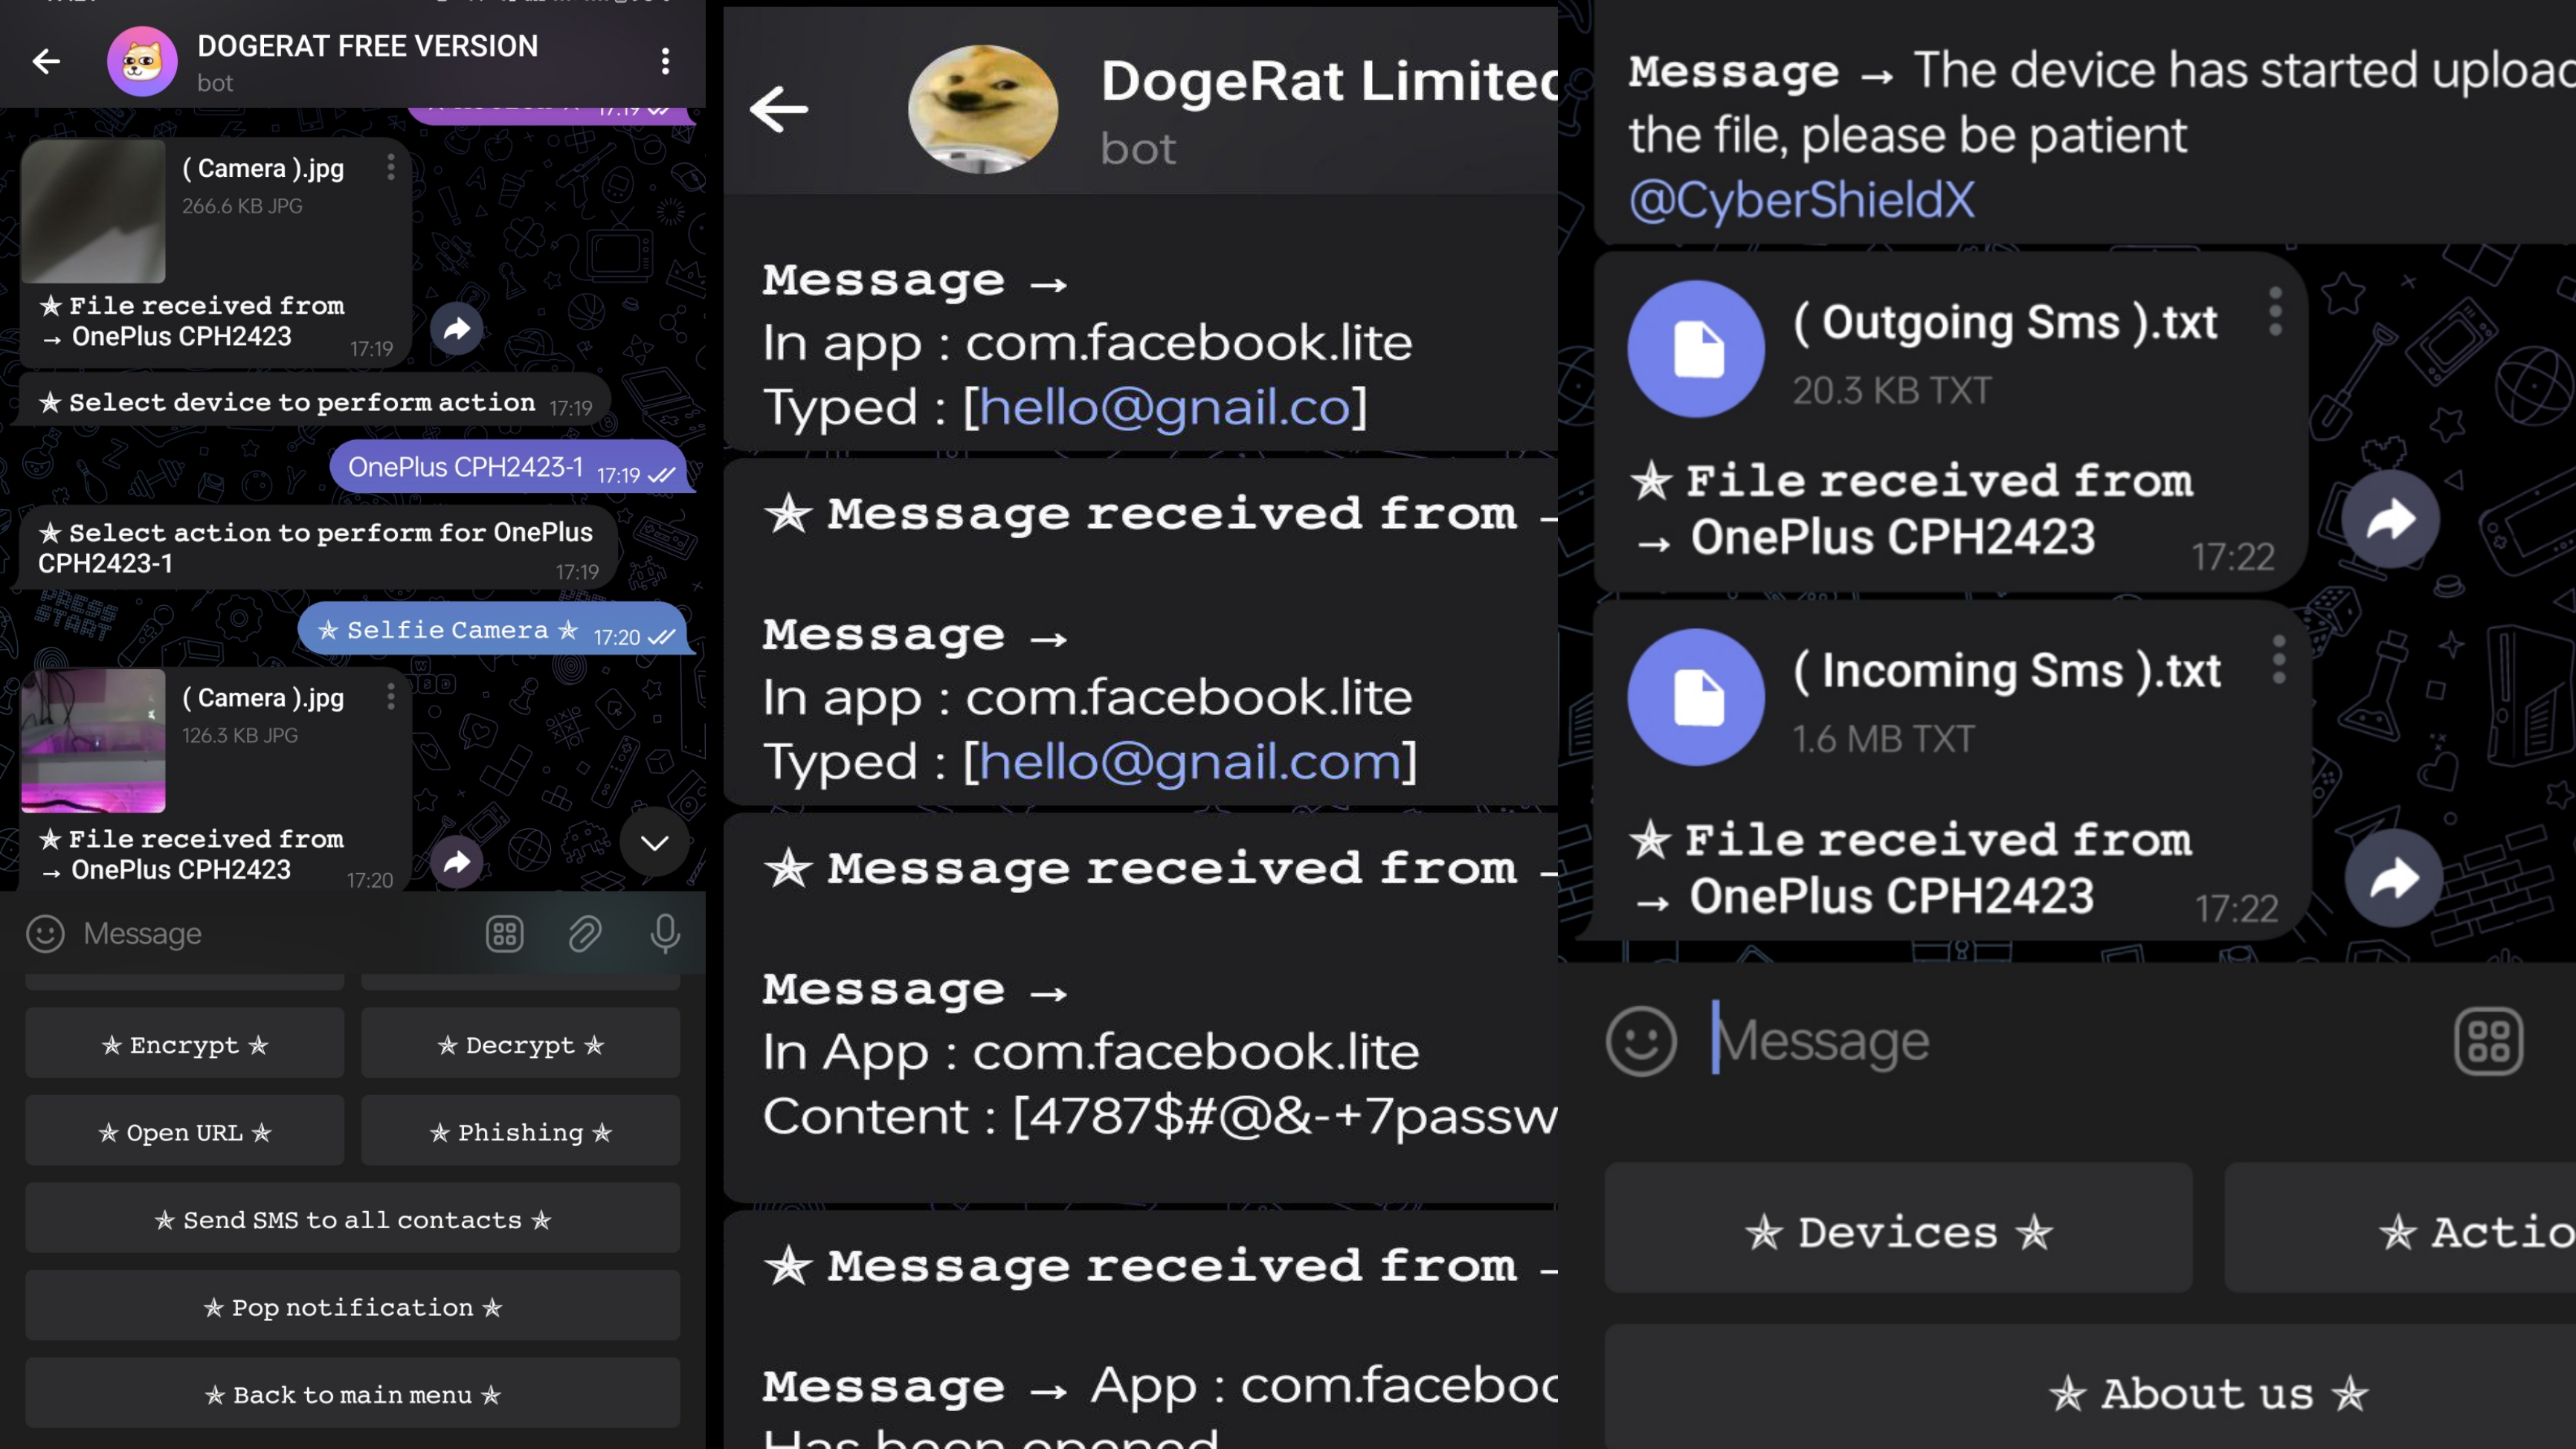 DOGERAT FREE VERSION
bot
17:19
( Camera ).jpg
266.6 KB JPG
✯ File received from
→ OnePlus CPH2423
17:19
✯ Select device to perform action 17:19
OnePlus CPH2423-1 17:19
✯ Select action to perform for OnePlus
CPH2423-1
17:19
✯ Selfie Camera ✯ 17:20
( Camera ).jpg
126.3 KB JPG
✯ File received from
→ OnePlus CPH2423
17:20
Message
✯ Encrypt ✯
✯ Decrypt ✯
✯ Open URL ✯
✯ Phishing ✯
✯ Send SMS to all contacts ✯
✯ Pop notification ✯
✯ Back to main menu ✯
DogeRat Limited
bot
Message →
In app : com.facebook.lite
Typed : [hello@gnail.co]
✯ Message received from
Message →
In app : com.facebook.lite
Typed : [hello@gnail.com]
✯ Message received from
Message →
In App : com.facebook.lite
Content : [4787$#@&-+7passw
✯ Message received from
Message → App : com.faceboo
Has been opened
Message → The device has started upload
the file, please be patient
@CyberShieldX
( Outgoing Sms ).txt
20.3 KB TXT
✯ File received from
→ OnePlus CPH2423
17:22
( Incoming Sms ).txt
1.6 MB TXT
✯ File received from
→ OnePlus CPH2423
17:22
Message
✯ Devices ✯
✯ Actio
✯ About us ✯